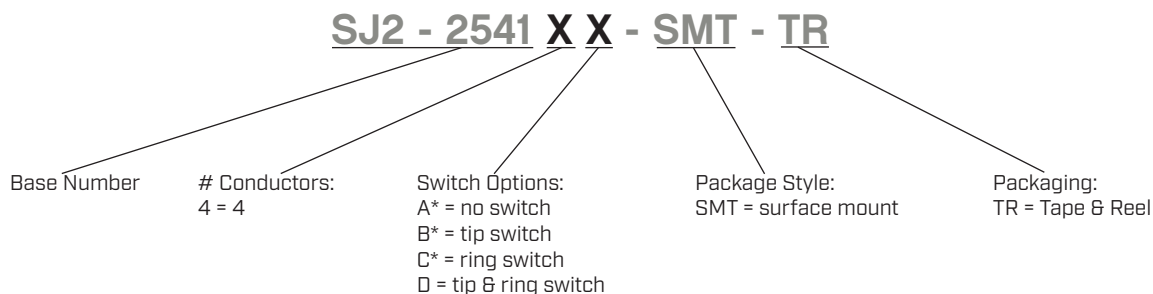 SJ2 - 2541 X X - SMT - TR
Base Number
# Conductors:
4 = 4
Switch Options:
A* = no switch
B* = tip switch
C* = ring switch
D = tip & ring switch
Package Style:
SMT = surface mount
Packaging:
TR = Tape & Reel